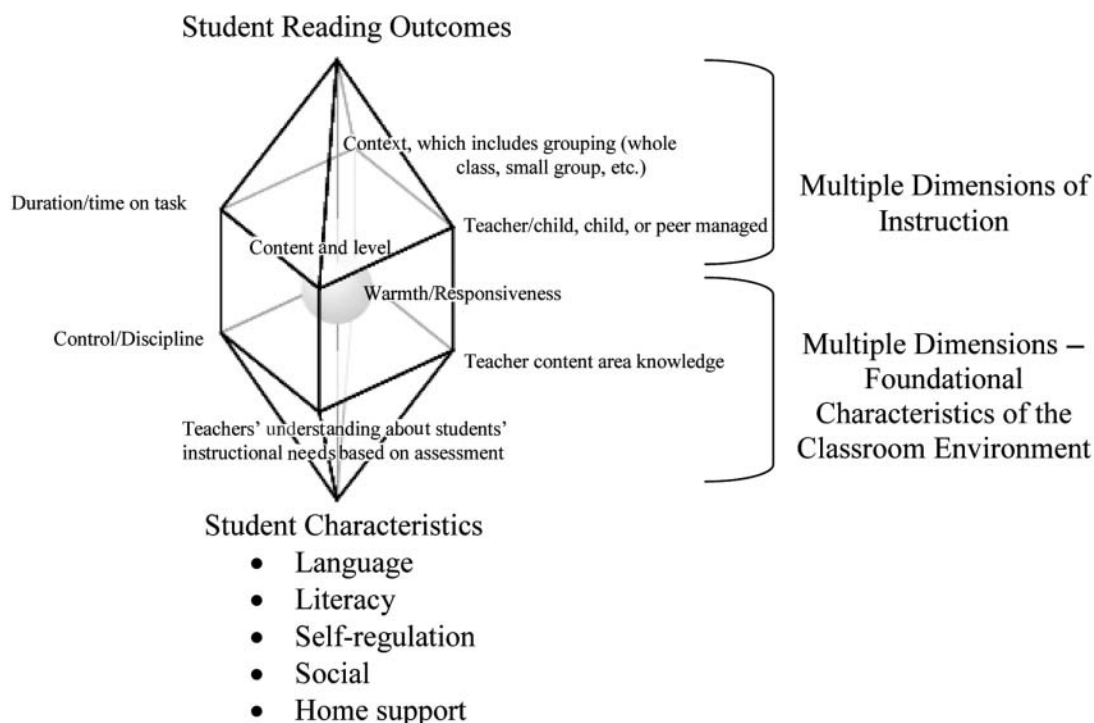 Student Reading Outcomes
Context, which includes grouping (whole
class, small group, etc.)
Duration/time on task
Teacher/child, child, or peer managed
Content and level
Multiple Dimensions of
Instruction
Warmth/Responsiveness
Control/Discipline
Teacher content area knowledge
Teachers’ understanding about students’
instructional needs based on assessment
Multiple Dimensions –
Foundational
Characteristics of the
Classroom Environment
Student Characteristics
• Language
• Literacy
• Self-regulation
• Social
• Home support